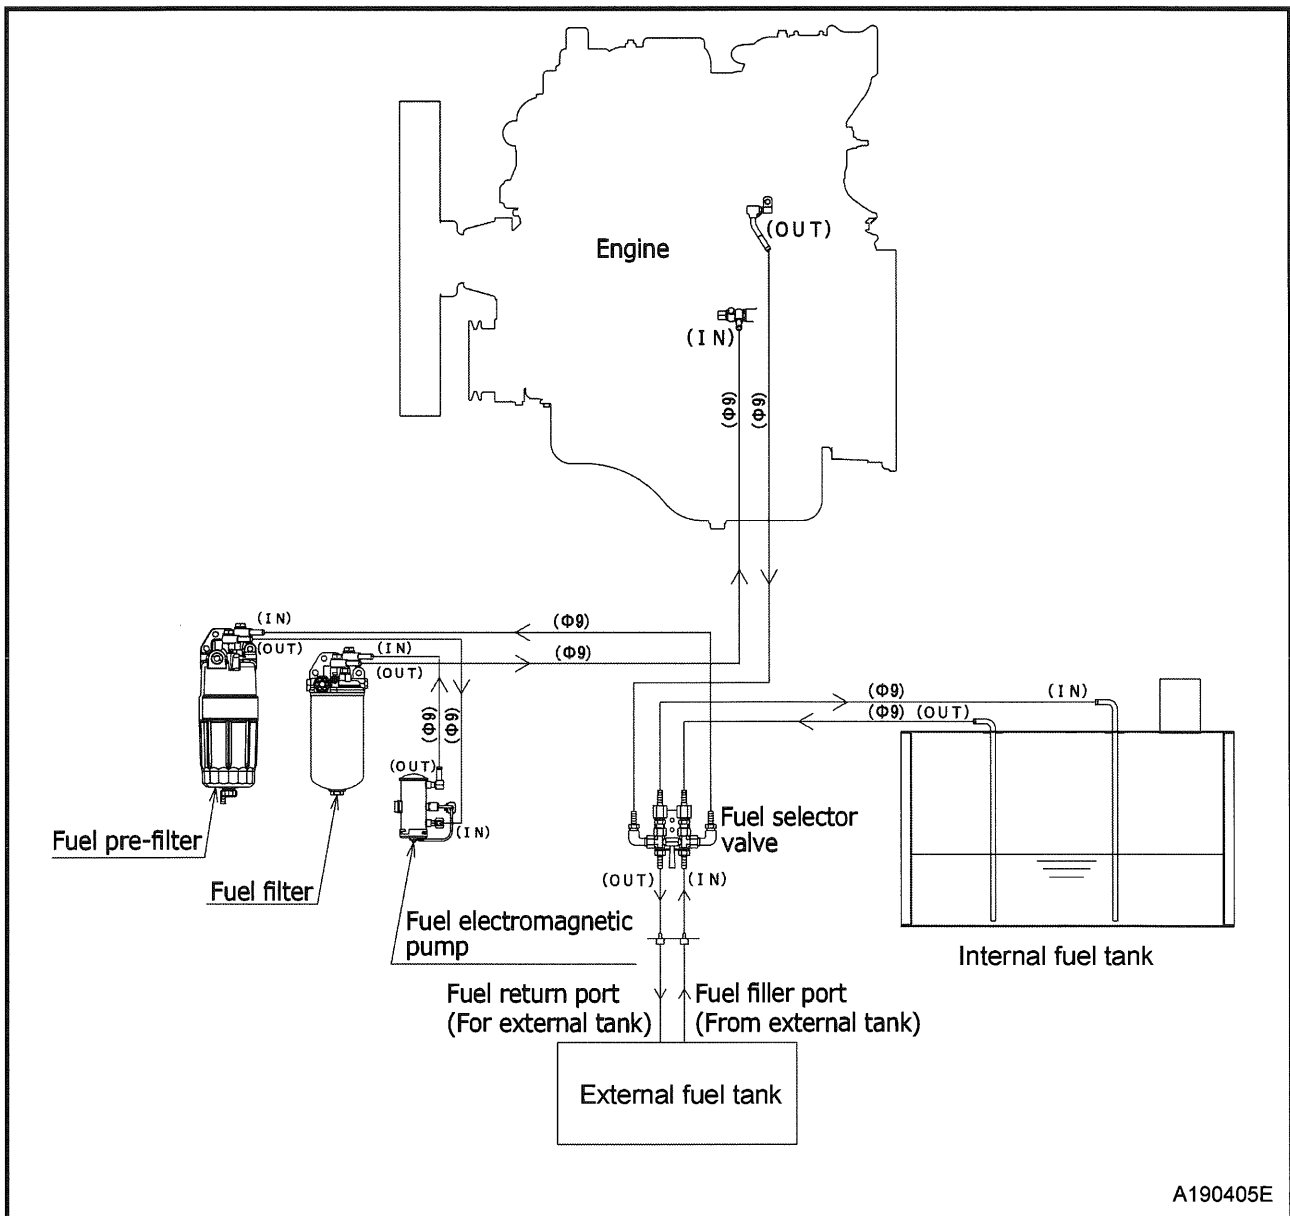 (OUT)
Engine
(IN)
(Φ9)
(Φ9)
(IN)
(Φ9)
(OUT)
(IN)
(Φ9)
(OUT)
(Φ9)
(IN)
(Φ9)
(OUT)
(Φ9)
(Φ9)
(OUT)
Fuel selector
valve
(IN)
Fuel pre-filter
Fuel filter
(OUT)
(IN)
Fuel electromagnetic
pump
Internal fuel tank
Fuel return port
(For external tank)
Fuel filler port
(From external tank)
External fuel tank
A190405E